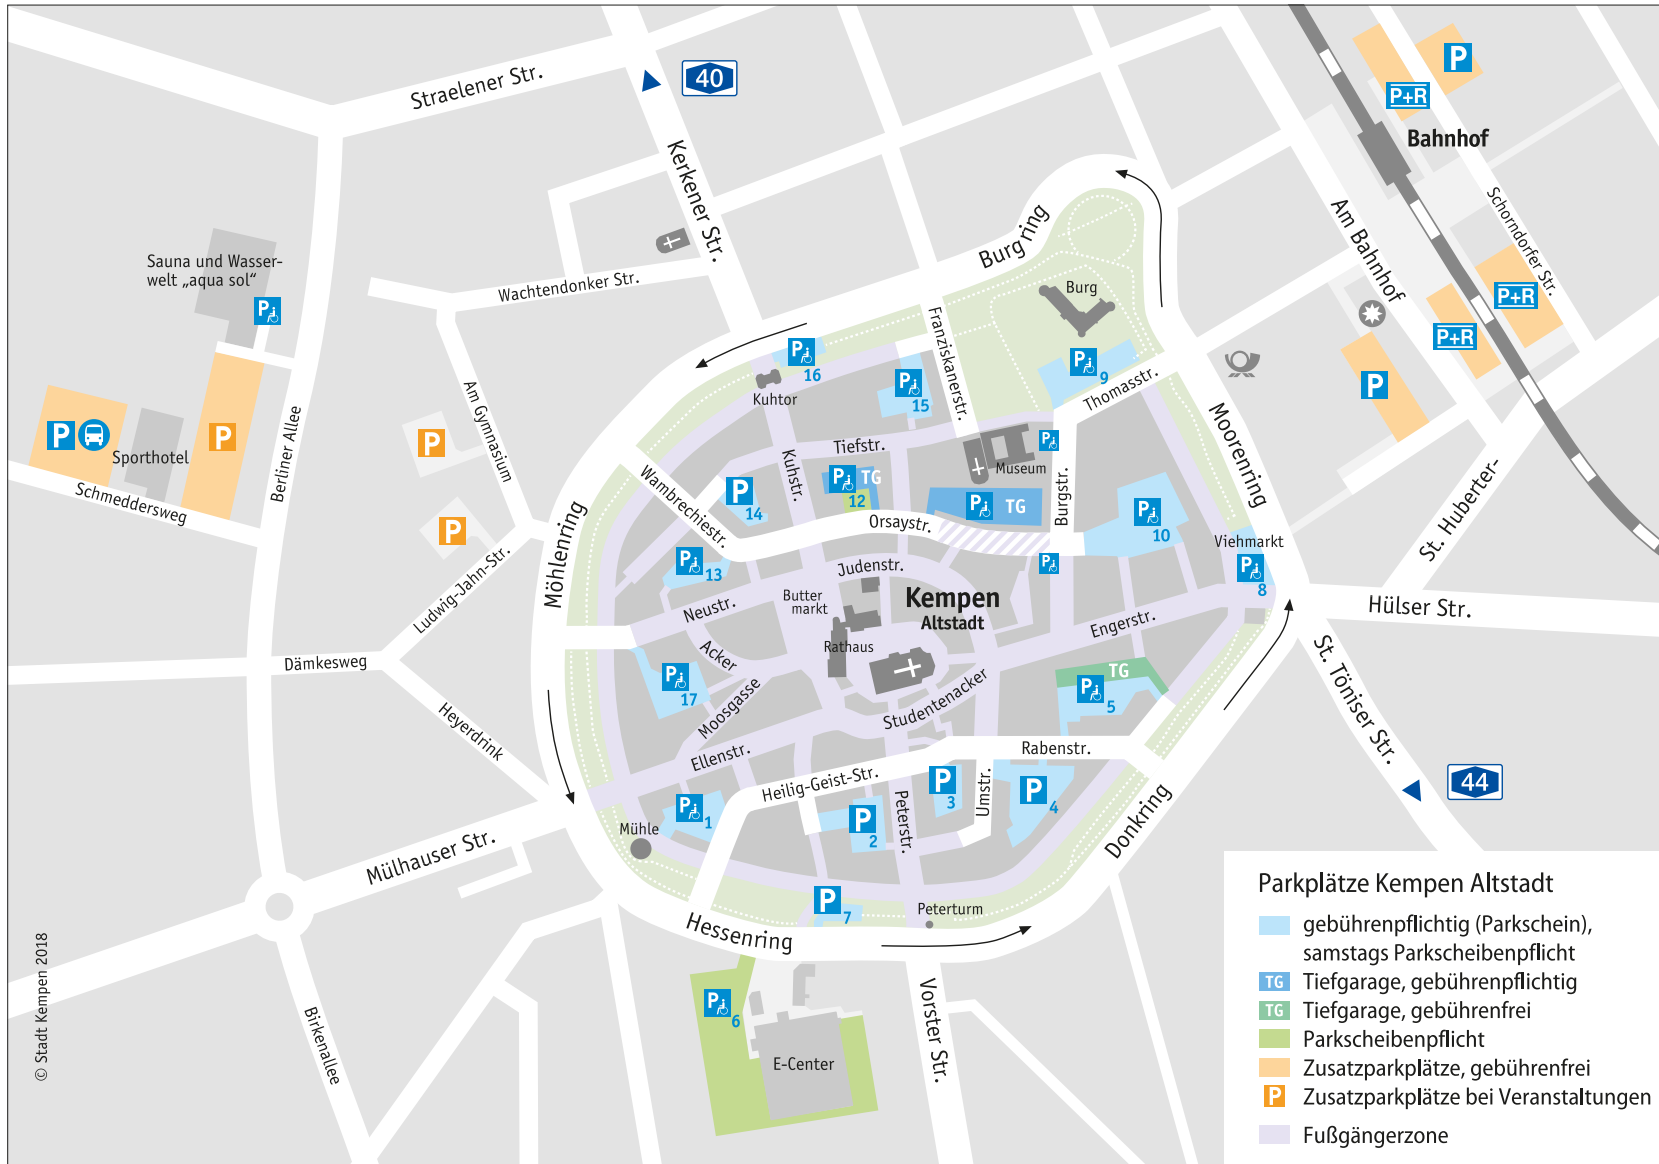 Straelener Str.
40
Kerkener Str.
P
P+R
Bahnhof
Schorndorfer Str.
Am Bahnhof
P+R
P+R
P
Sauna und Wasser-
welt „aqua sol“
P
Wachtendonker Str.
Burgring
Burg
Franziskanerstr.
P
16
Kuhtor
P
15
P
9
Thomasstr.
Moorenring
P
Sporthotel
P
Schmeddersweg
Berliner Allee
Am Gymnasium
P
P
Ludwig-Jahn-Str.
Möhlenring
Wambrechiestr.
Kuhstr.
Tiefstr.
P
TG
12
P
14
Museum
P
P
TG
Burgstr.
Orsaystr.
P
10
Viehmarkt
P
8
St. Huberter-
Hülser Str.
P
13
Neustr.
Judenstr.
Butter
markt
Kempen
Altstadt
P
Rathaus
Engerstr.
Dämkesweg
Heyerdrink
Acker
P
17
Moosgasse
Studentenacker
TG
P
5
St. Töniser Str.
44
Ellenstr.
Rabenstr.
Heilig-Geist-Str.
P
1
Mühle
P
2
P
3
Umstr.
P
4
Peterstr.
Donkring
Mülhauser Str.
P
7
Peterturm
Hessenring
P
6
E-Center
Vorster Str.
Birkenallee
© Stadt Kempen 2018
Parkplätze Kempen Altstadt
gebührenpflichtig (Parkschein),
samstags Parkscheibenpflicht
TG Tiefgarage, gebührenpflichtig
TG Tiefgarage, gebührenfrei
Parkscheibenpflicht
Zusatzparkplätze, gebührenfrei
P Zusatzparkplätze bei Veranstaltungen
Fußgängerzone